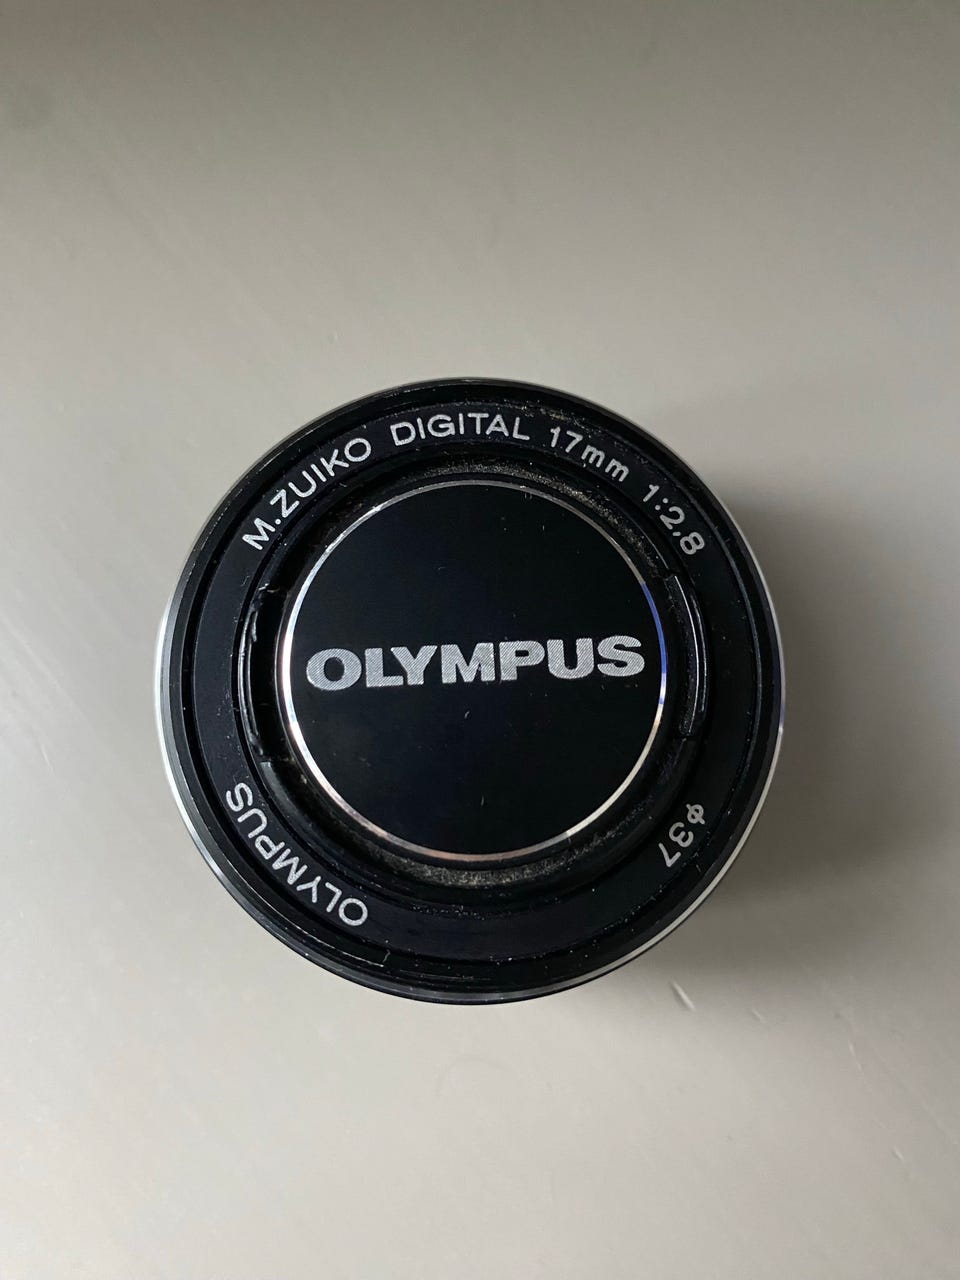 M.ZUIKO DIGITAL 17mm 1:2,8
OLYMPUS
OLYMPUS
φ37